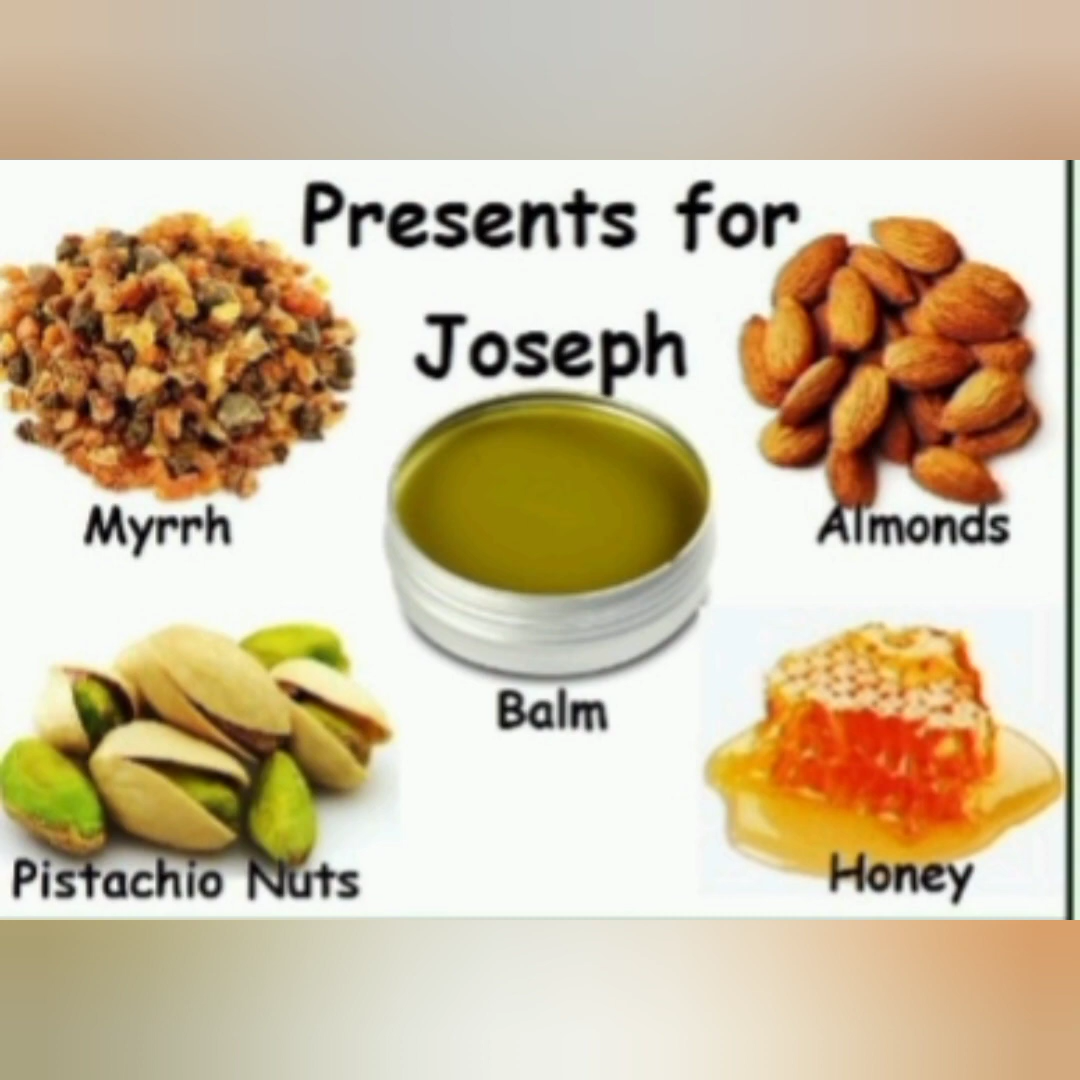 Presents for
Joseph
Myrrh
Almonds
Balm
Pistachio Nuts
Honey